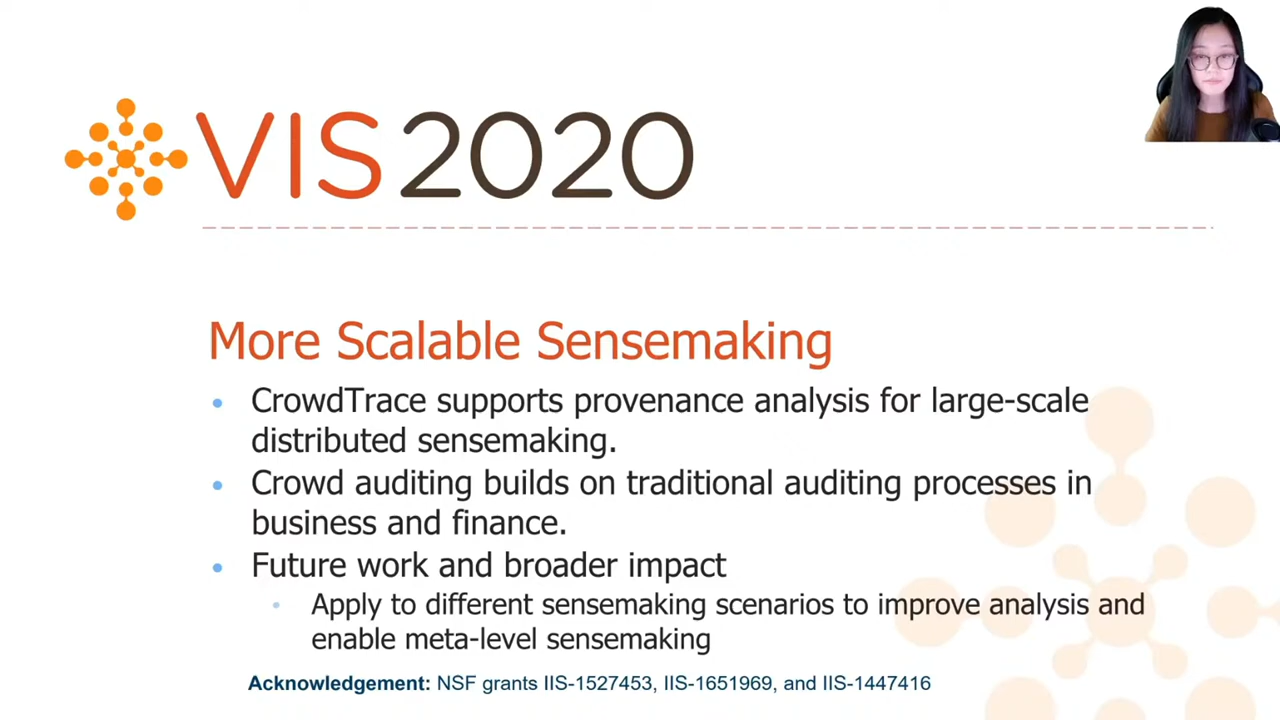 VIS2020
More Scalable Sensemaking
CrowdTrace supports provenance analysis for large-scale
distributed sensemaking.
Crowd auditing builds on traditional auditing processes in
business and finance.
Future work and broader impact
Apply to different sensemaking scenarios to improve analysis and
enable meta-level sensemaking
Acknowledgement: NSF grants IIS-1527453, IIS-1651969, and IIS-1447416